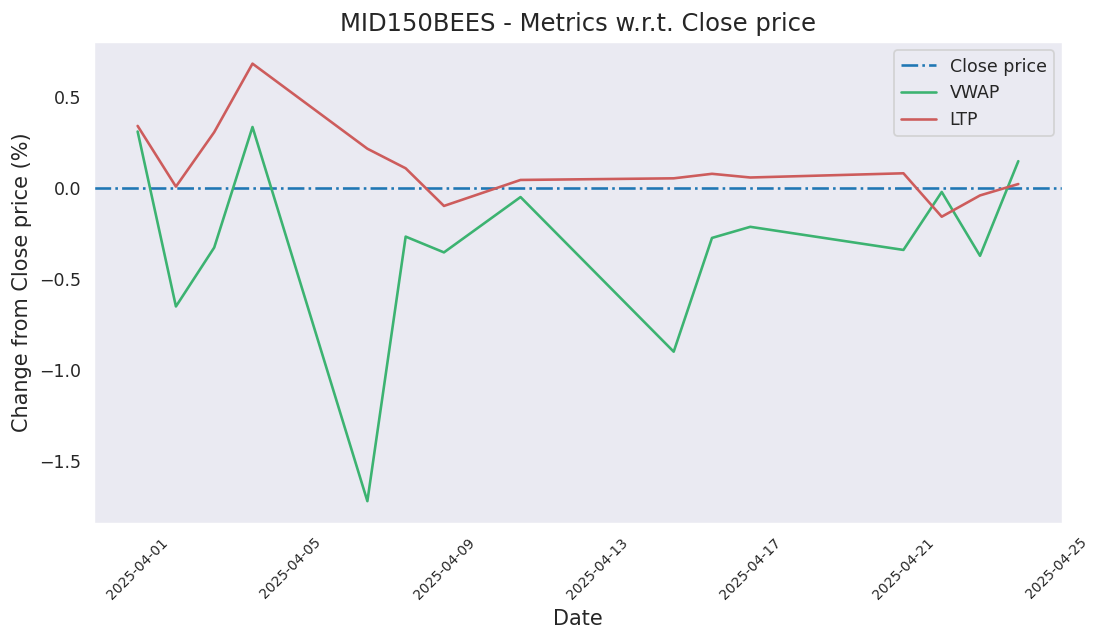 MID150BEES - Metrics w.r.t. Close price
Close price
VWAP
LTP
Change from Close price (%)
0.5
0.0
−0.5
−1.0
−1.5
2025-04-01
2025-04-05
2025-04-09
2025-04-13
2025-04-17
2025-04-21
2025-04-25
Date